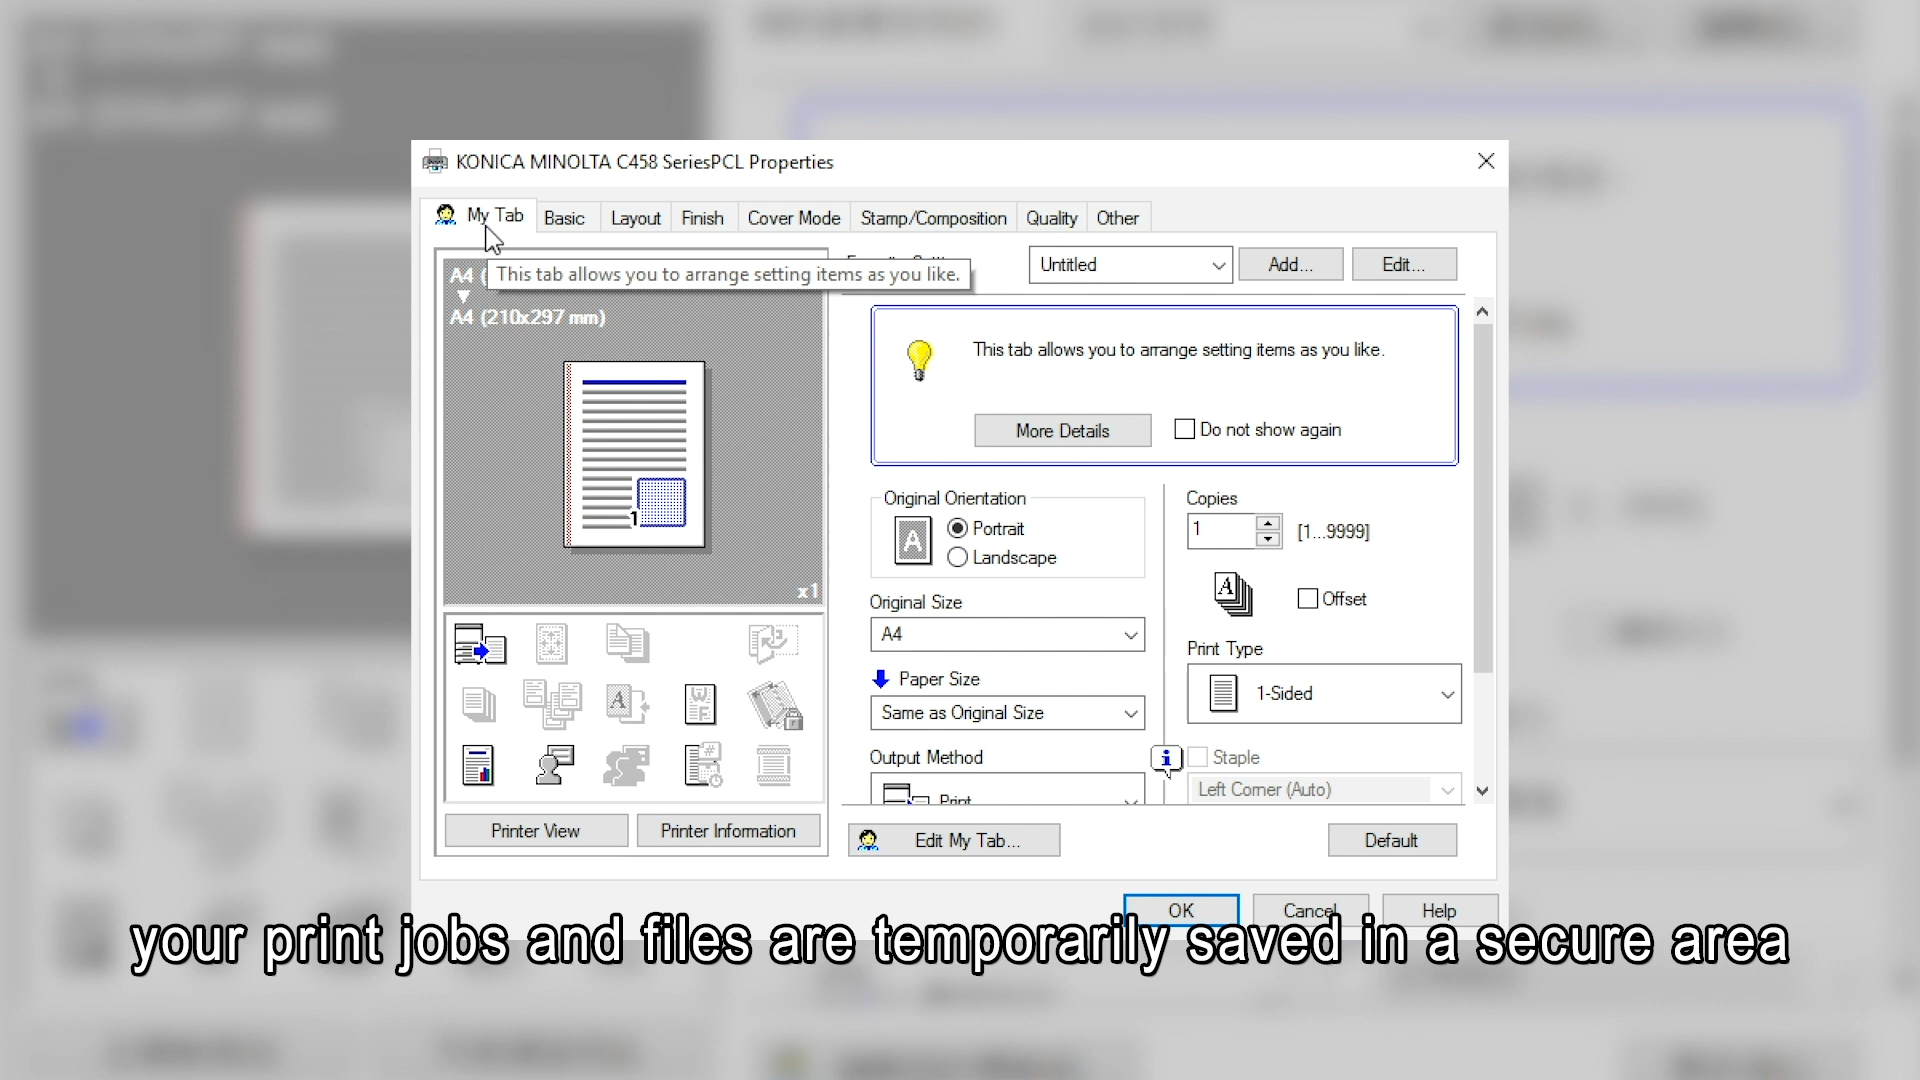 KONICA MINOLTA C458 SeriesPCL Properties
My Tab
Basic
Layout
Finish
Cover Mode
Stamp/Composition
Quality
Other
This tab allows you to arrange setting items as you like.
A4 (
A4 (210x297 mm)
x1
Untitled
Add...
Edit...
This tab allows you to arrange setting items as you like.
More Details
Do not show again
Original Orientation
A
Portrait
Landscape
Original Size
A4
Paper Size
Same as Original Size
Output Method
Print
Copies
1
[1...9999]
Offset
Print Type
1-Sided
Staple
Left Corner (Auto)
Printer View
Printer Information
Edit My Tab...
Default
OK
Cancel
Help
your print jobs and files are temporarily saved in a secure area